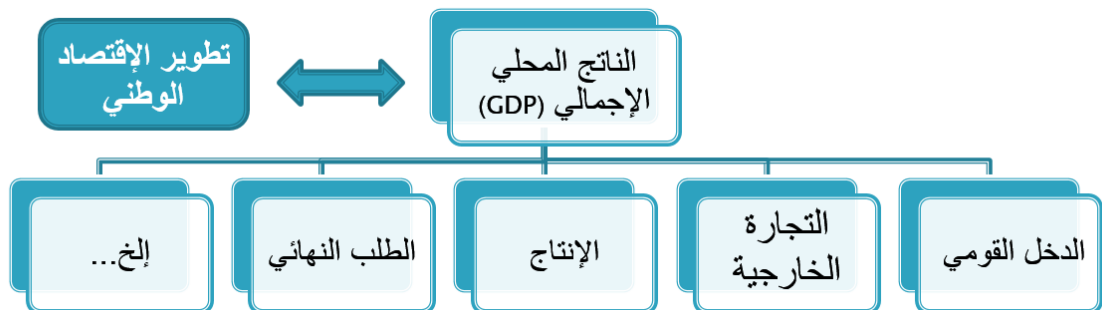 الناتج المحلي
الإجمالي (GDP)
تطوير الإقتصاد
الوطني
الدخل القومي
التجارة
الخارجية
الإنتاج
الطلب النهائي
إلخ...